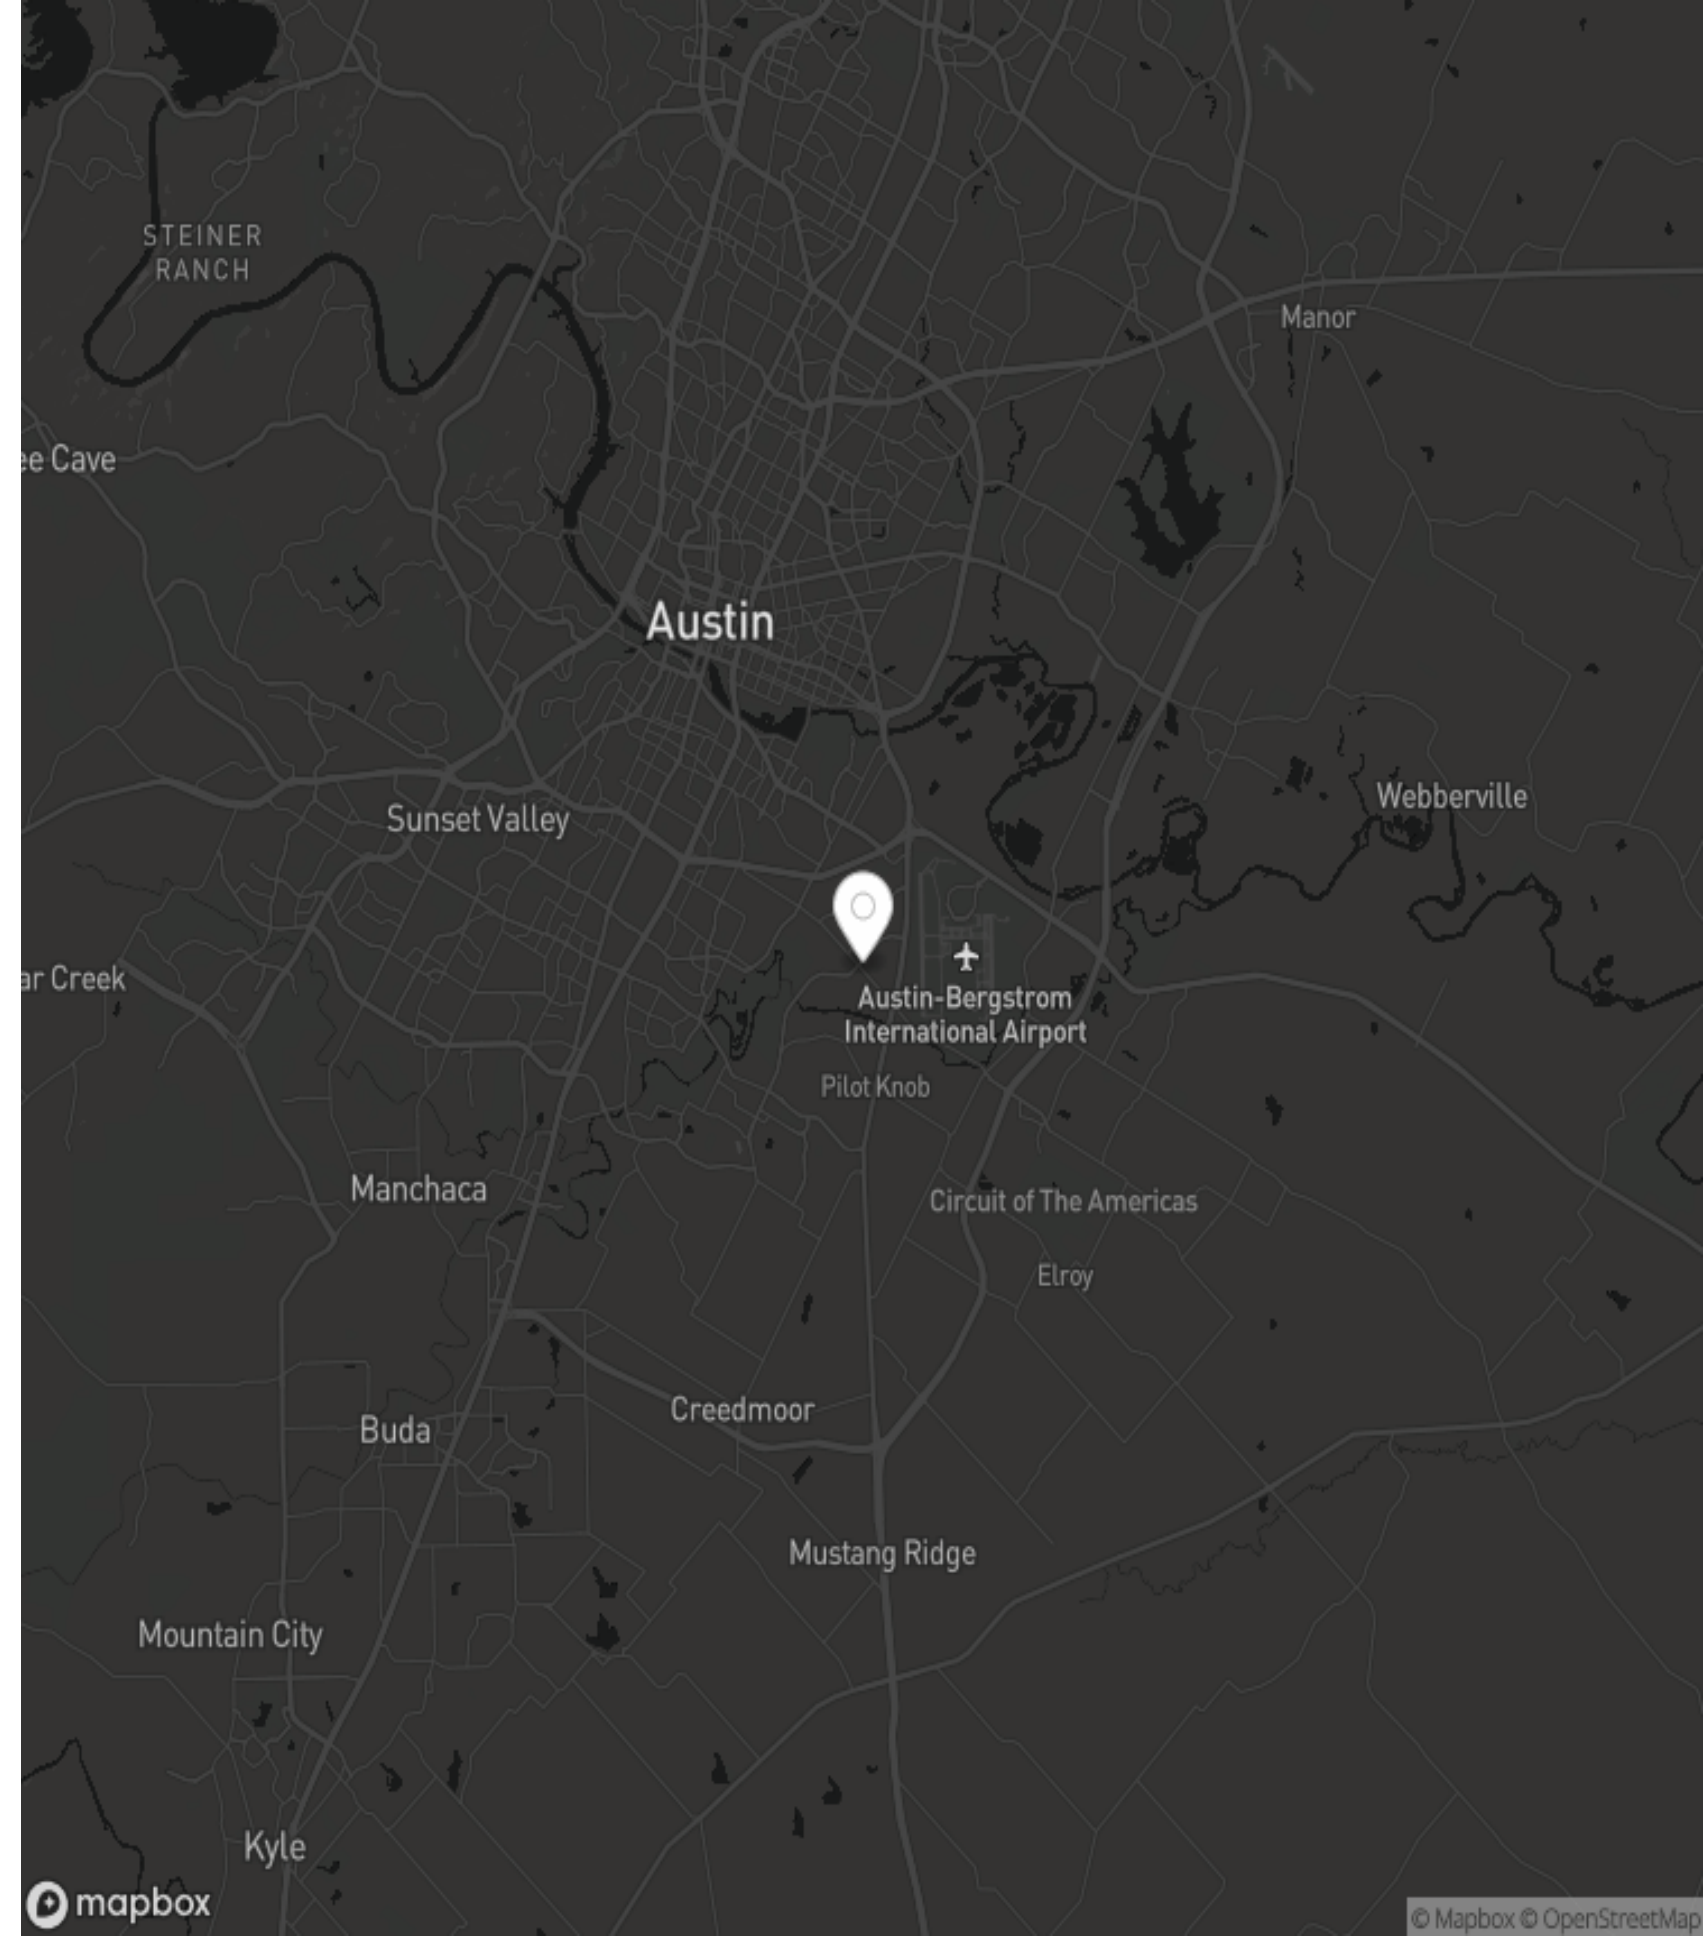 STEINER
RANCH
Manor
ee Cave
Austin
Webberville
Sunset Valley
ar Creek
Austin-Bergstrom
International Airport
Pilot Knob
Manchaca
Circuit of The Americas
Elroy
Creedmoor
Buda
Mustang Ridge
Mountain City
Kyle
mapbox
© Mapbox © OpenStreetMap